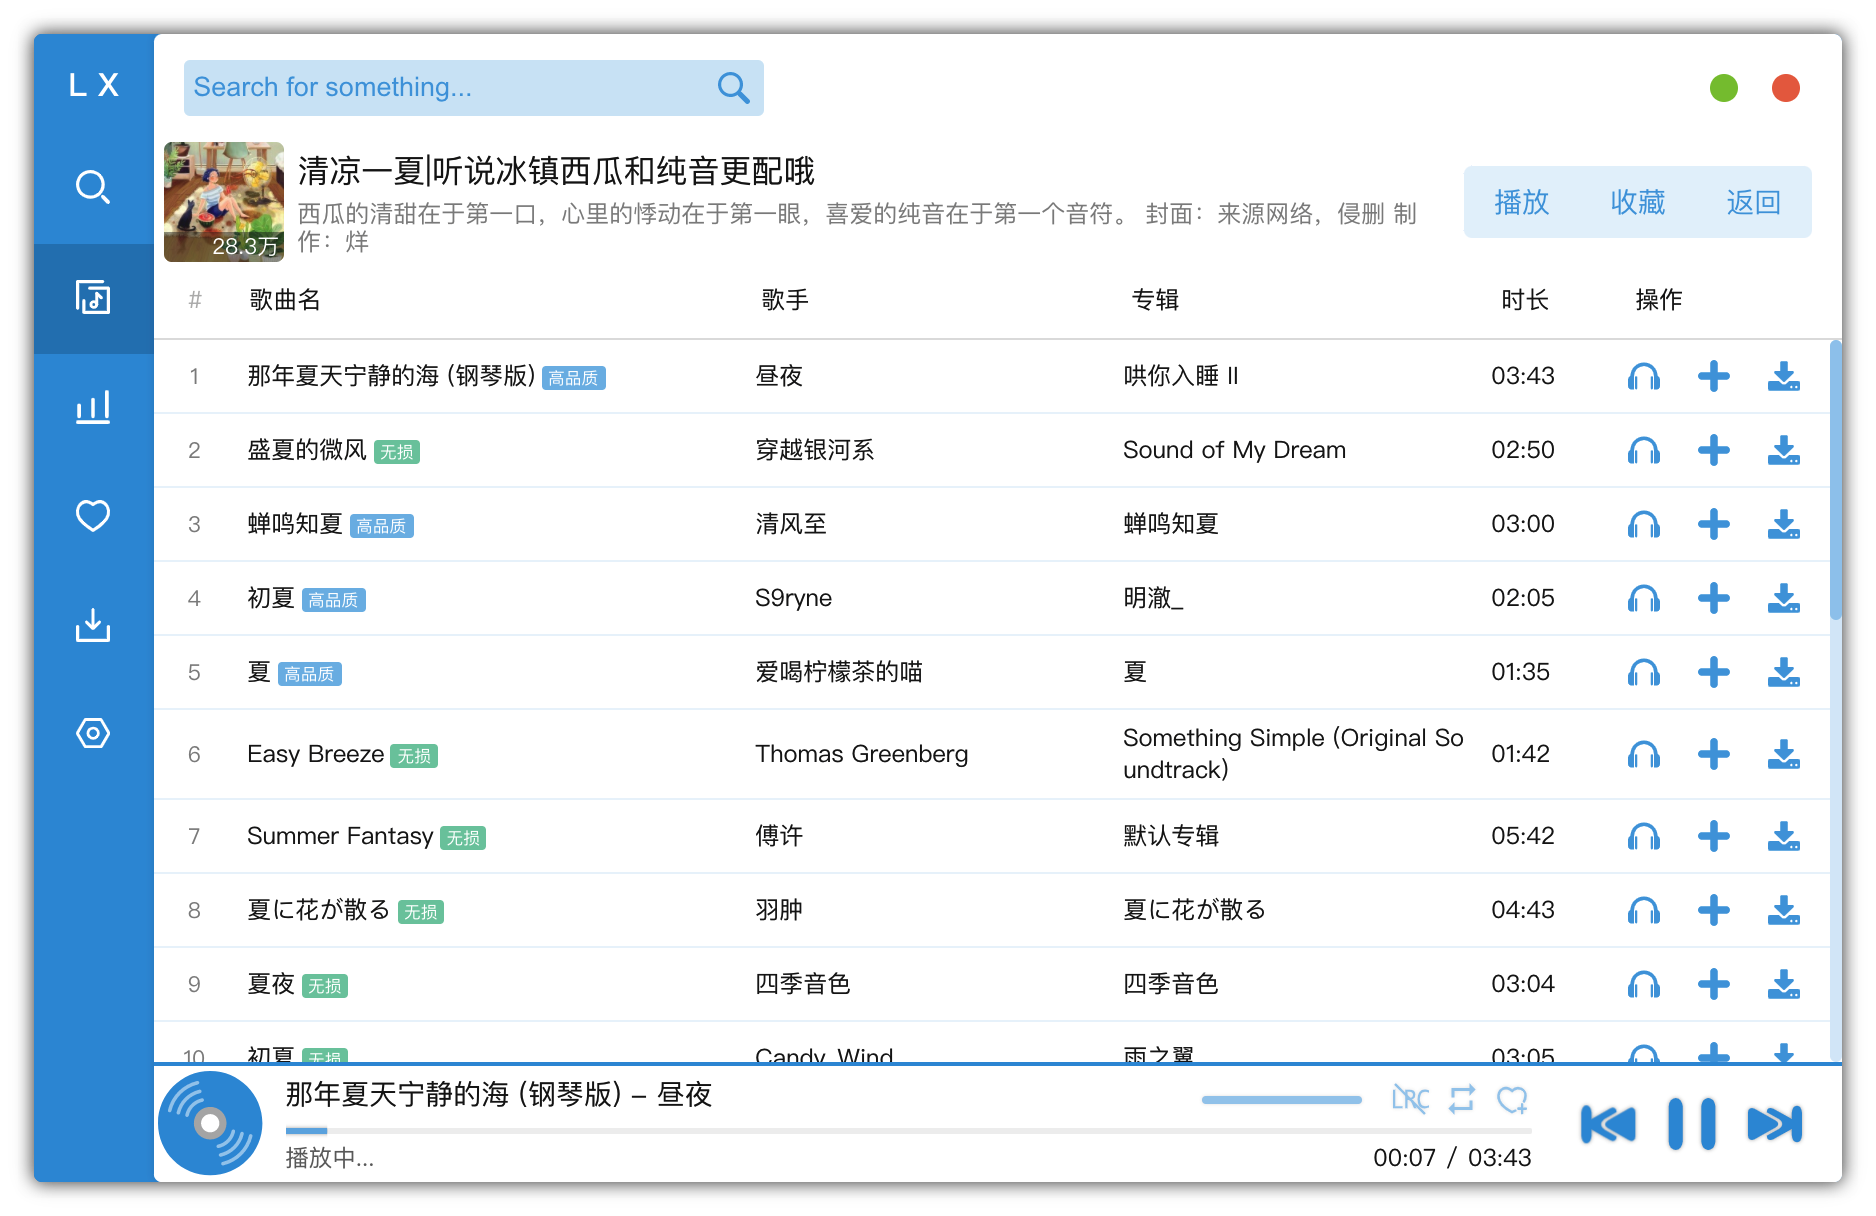 L X
Search for something...
清凉一夏|听说冰镇西瓜和纯音更配哦
西瓜的清甜在于第一口，心里的悸动在于第一眼，喜爱的纯音在于第一个音符。 封面：来源网络，侵删 制
作：烊
28.3万
播放 收藏 返回
# 歌曲名 歌手 专辑 时长 操作
1 那年夏天宁静的海 (钢琴版) 高品质 昼夜 哄你入睡 II 03:43
2 盛夏的微风 无损 穿越银河系 Sound of My Dream 02:50
3 蝉鸣知夏 高品质 清风至 蝉鸣知夏 03:00
4 初夏 高品质 S9ryne 明澈_ 02:05
5 夏 高品质 爱喝柠檬茶的喵 夏 01:35
6 Easy Breeze 无损 Thomas Greenberg Something Simple (Original So
undtrack) 01:42
7 Summer Fantasy 无损 傅许 默认专辑 05:42
8 夏に花が散る 无损 羽肿 夏に花が散る 04:43
9 夏夜 无损 四季音色 四季音色 03:04
10 初夏 无损 Candy_Wind 雨之翼 03:05
那年夏天宁静的海 (钢琴版) – 昼夜
LRC
播放中...
00:07 / 03:43